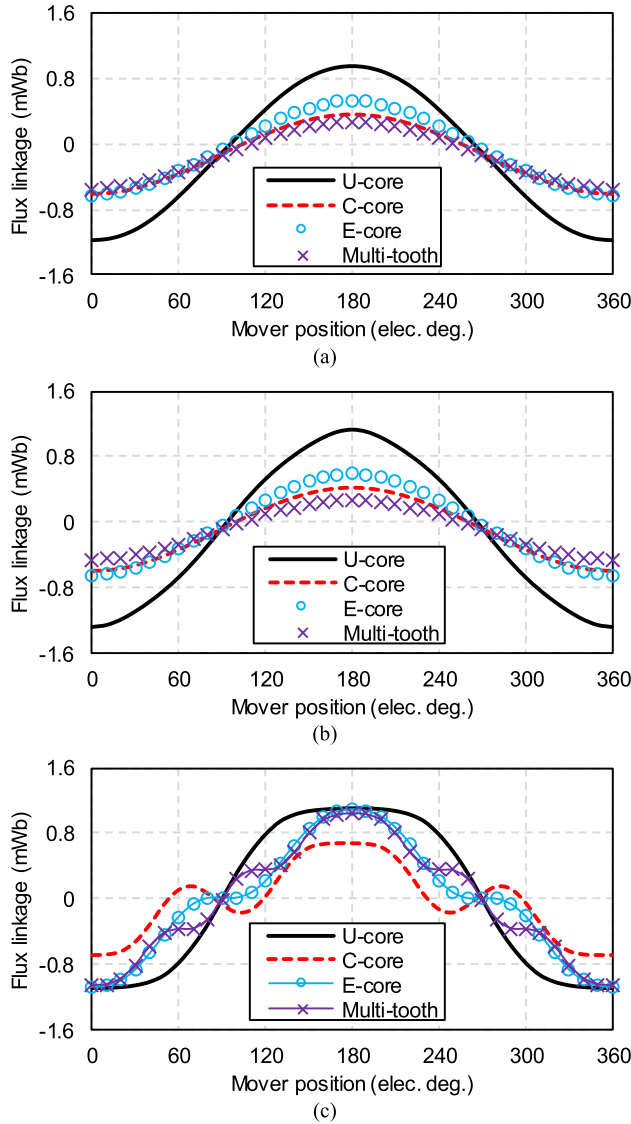 1.6
0.8
0
-0.8
-1.6
Flux linkage (mWb)
U-core
C-core
E-core
Multi-tooth
0 60 120 180 240 300 360
Mover position (elec. deg.)
(a)
1.6
0.8
0
-0.8
-1.6
Flux linkage (mWb)
U-core
C-core
E-core
Multi-tooth
0 60 120 180 240 300 360
Mover position (elec. deg.)
(b)
1.6
0.8
0
-0.8
-1.6
Flux linkage (mWb)
U-core
C-core
E-core
Multi-tooth
0 60 120 180 240 300 360
Mover position (elec. deg.)
(c)